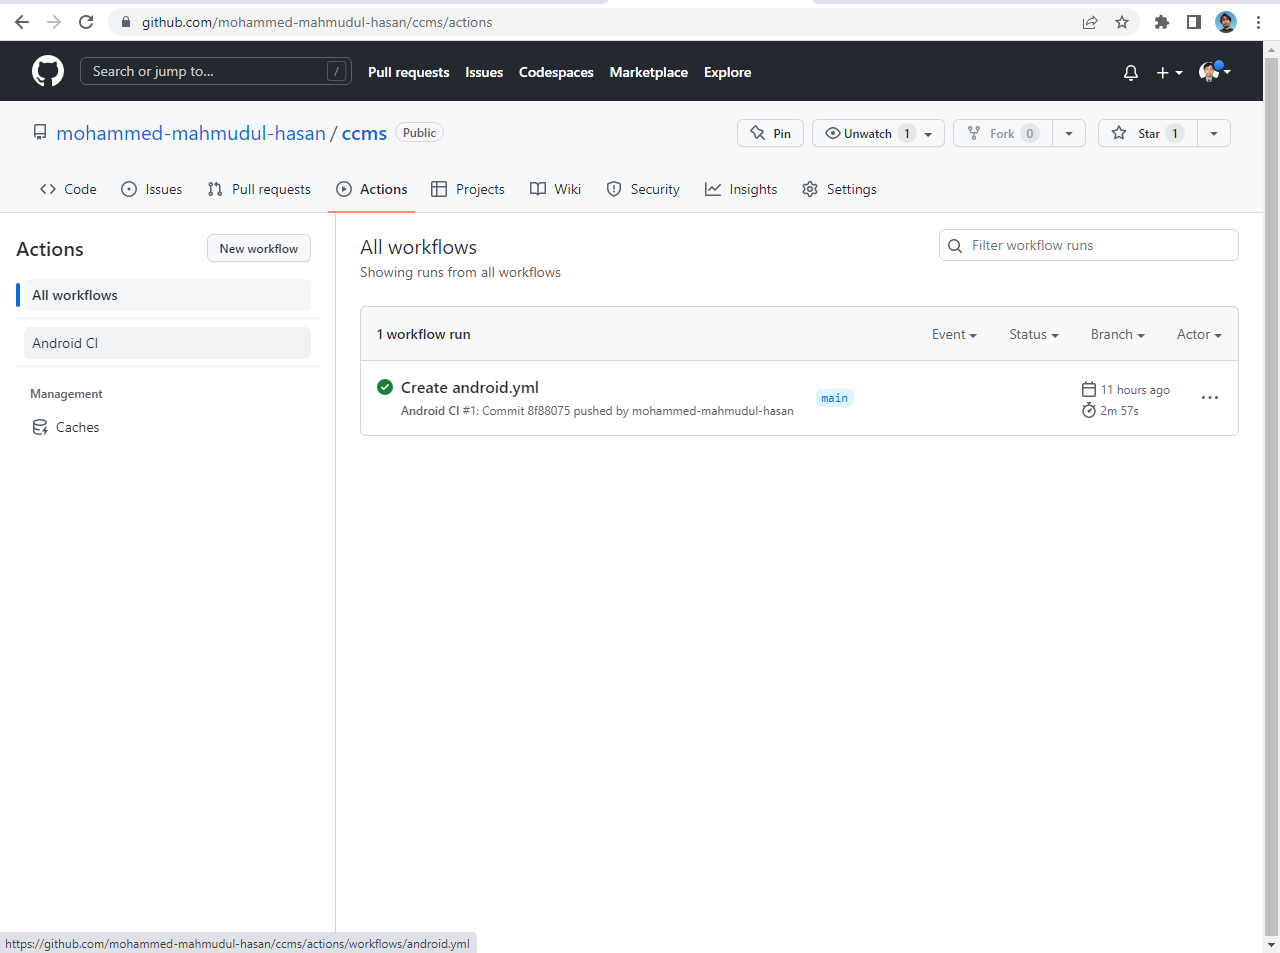 github.com/mohammed-mahmudul-hasan/ccms/actions
Search or jump to... /
Pull requests Issues Codespaces Marketplace Explore
mohammed-mahmudul-hasan / ccms Public
Pin Unwatch 1 Fork 0 Star 1
Code Issues Pull requests Actions Projects Wiki Security Insights Settings
Actions
New workflow
All workflows
Android CI
Management
Caches
All workflows
Showing runs from all workflows
Filter workflow runs
1 workflow run Event Status Branch Actor
Create android.yml
Android CI #1: Commit 8f88075 pushed by mohammed-mahmudul-hasan
main
11 hours ago
2m 57s
https://github.com/mohammed-mahmudul-hasan/ccms/actions/workflows/android.yml